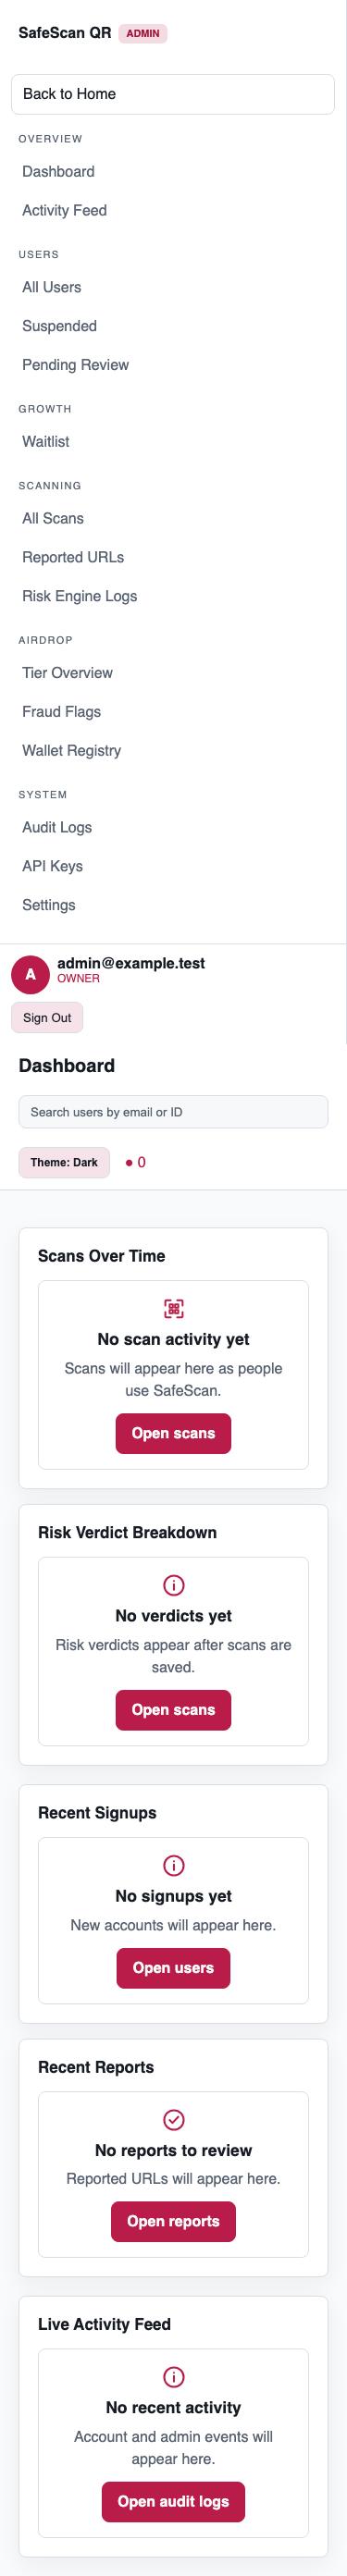 SafeScan QR ADMIN
Back to Home
OVERVIEW
Dashboard
Activity Feed
USERS
All Users
Suspended
Pending Review
GROWTH
Waitlist
SCANNING
All Scans
Reported URLs
Risk Engine Logs
AIRDROP
Tier Overview
Fraud Flags
Wallet Registry
SYSTEM
Audit Logs
API Keys
Settings
A
admin@example.test
OWNER
Sign Out
Dashboard
Search users by email or ID
Theme: Dark
0
Scans Over Time
No scan activity yet
Scans will appear here as people
use SafeScan.
Open scans
Risk Verdict Breakdown
No verdicts yet
Risk verdicts appear after scans are
saved.
Open scans
Recent Signups
No signups yet
New accounts will appear here.
Open users
Recent Reports
No reports to review
Reported URLs will appear here.
Open reports
Live Activity Feed
No recent activity
Account and admin events will
appear here.
Open audit logs